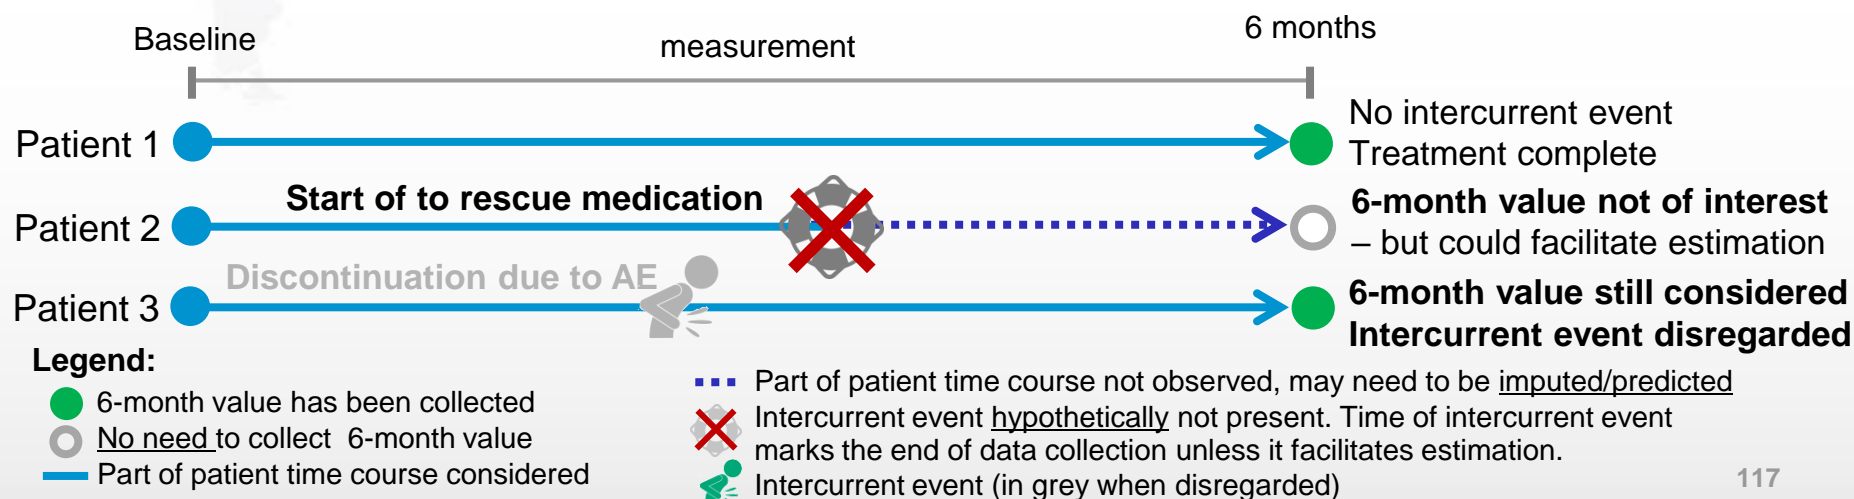 Baseline
measurement
6 months
Patient 1
No intercurrent event
Treatment complete
Start of to rescue medication
Patient 2
6-month value not of interest
– but could facilitate estimation
Discontinuation due to AE
Patient 3
6-month value still considered
Intercurrent event disregarded
Legend:
6-month value has been collected
No need to collect 6-month value
Part of patient time course considered
Part of patient time course not observed, may need to be imputed/predicted
Intercurrent event hypothetically not present. Time of intercurrent event
marks the end of data collection unless it facilitates estimation.
Intercurrent event (in grey when disregarded)
117